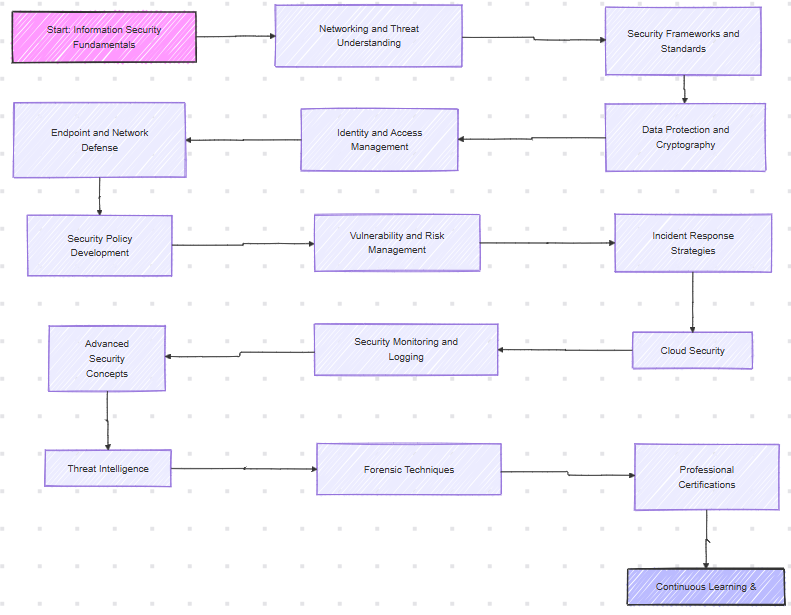 Start: Information Security
Fundamentals
Networking and Threat
Understanding
Security Frameworks and
Standards
Data Protection and
Cryptography
Identity and Access
Management
Endpoint and Network
Defense
Security Policy
Development
Vulnerability and Risk
Management
Incident Response
Strategies
Cloud Security
Security Monitoring and
Logging
Advanced
Security
Concepts
Threat Intelligence
Forensic Techniques
Professional
Certifications
Continuous Learning &